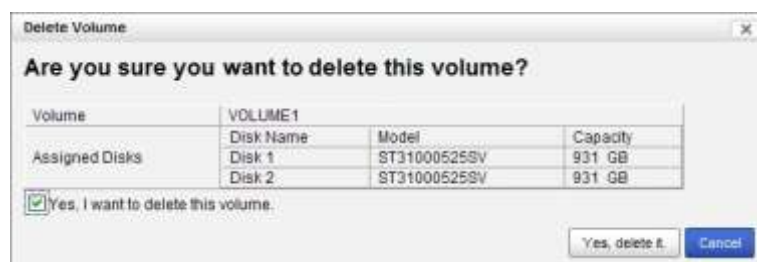 Delete Volume
Are you sure you want to delete this volume?
Volume VOLUME1
Disk Name Model Capacity
Assigned Disks Disk 1 ST31000525SV 931 GB
Disk 2 ST31000525SV 931 GB
Yes, I want to delete this volume.
Yes, delete it. Cancel